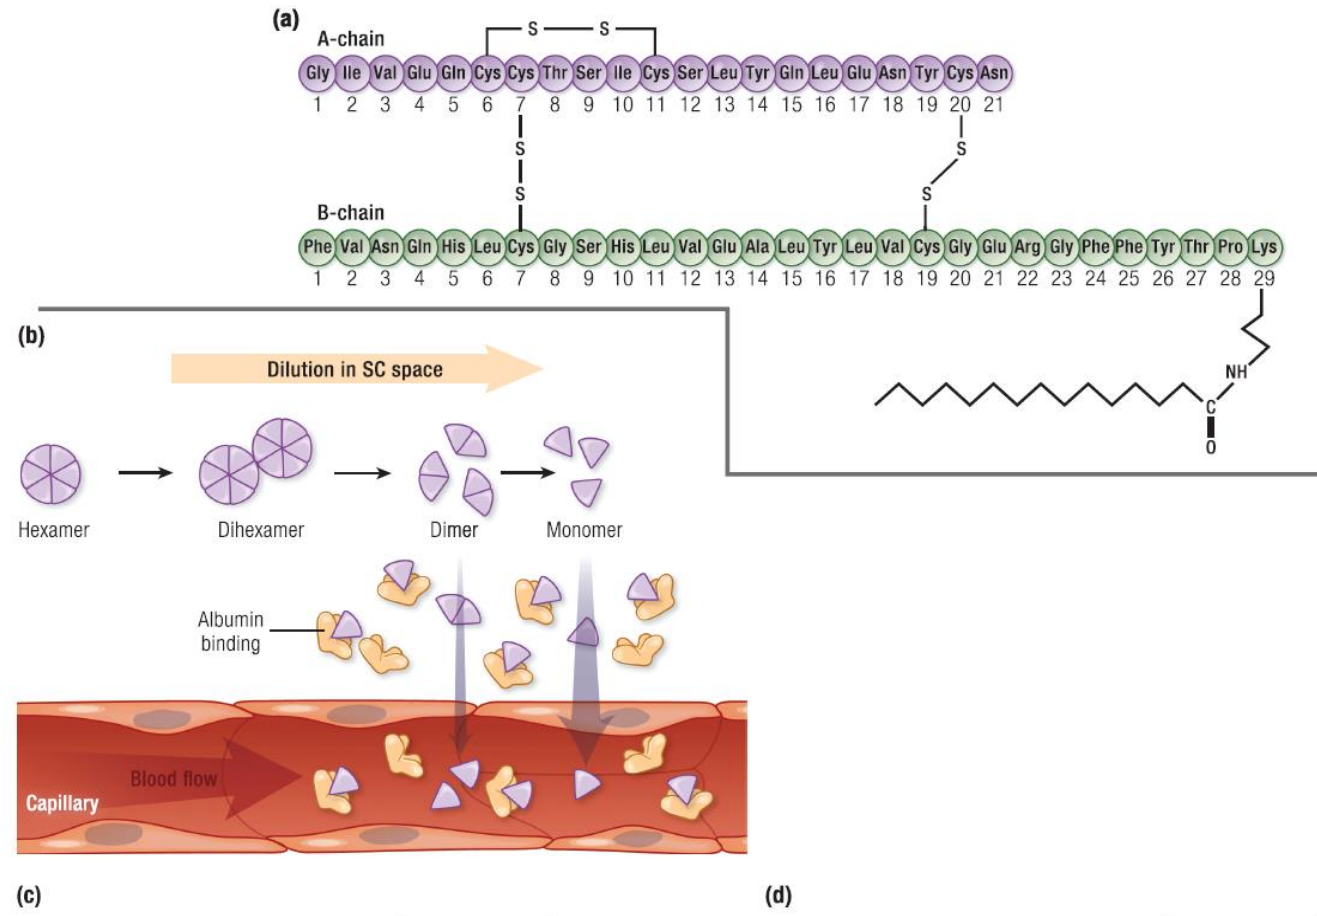 (a)
A-chain
S S
Gly Ile Val Glu Gln Cys Cys Thr Ser Ile Cys Ser Leu Tyr Gln Leu Glu Asn Tyr Cys Asn
1 2 3 4 5 6 7 8 9 10 11 12 13 14 15 16 17 18 19 20 21
S S
S S
B-chain
Phe Val Asn Gln His Leu Cys Gly Ser His Leu Val Glu Ala Leu Tyr Leu Val Cys Gly Glu Arg Gly Phe Phe Tyr Thr Pro Lys
1 2 3 4 5 6 7 8 9 10 11 12 13 14 15 16 17 18 19 20 21 22 23 24 25 26 27 28 29
NH
C
O
(b)
Dilution in SC space
Hexamer Dihexamer Dimer Monomer
Albumin
binding
Blood flow
Capillary
(c) (d)